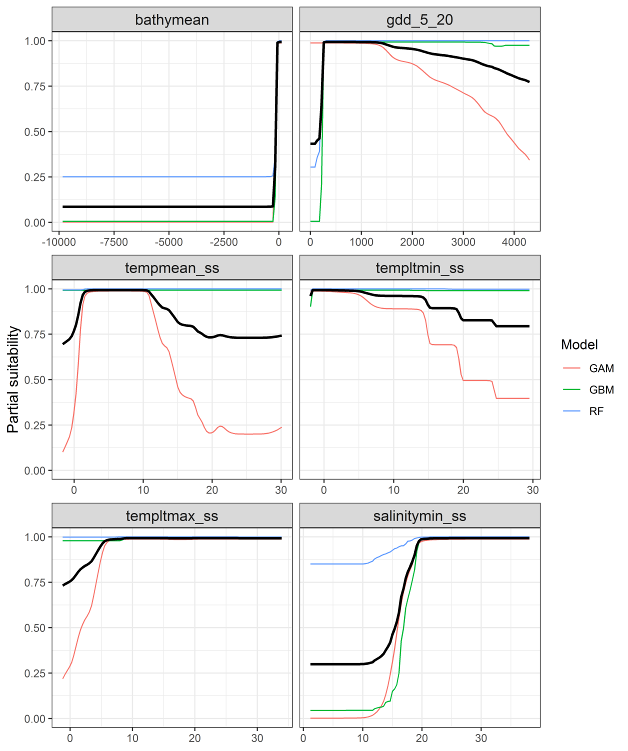 bathymean gdd_5_20
1.00
0.75
0.50
0.25
0.00
-10000 -7500 -5000 -2500 0 0 1000 2000 3000 4000
tempmean_ss templtmin_ss
1.00
0.75
0.50
0.25
0.00
0 10 20 30 0 10 20 30
Partial suitability
Model
GAM
GBM
RF
templtmax_ss salinitymin_ss
1.00
0.75
0.50
0.25
0.00
0 10 20 30 0 10 20 30